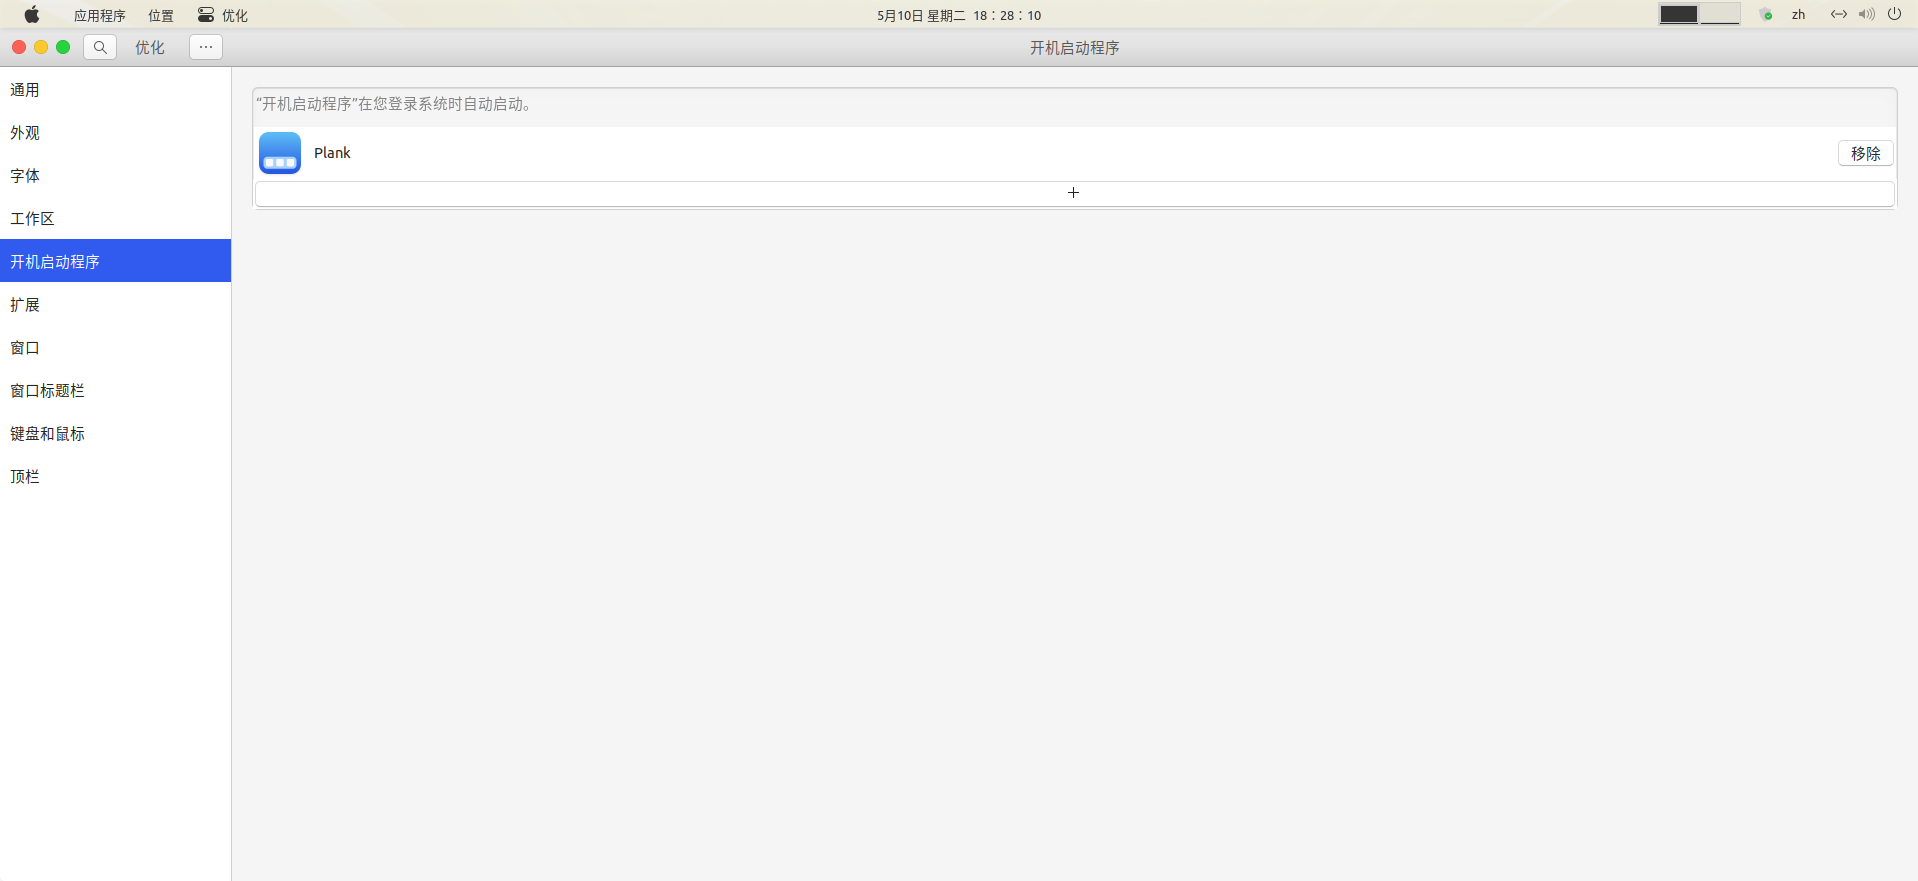 应用程序 位置 优化 5月10日 星期二 18：28：10 zh
优化 开机启动程序
通用
外观
字体
工作区
开机启动程序
扩展
窗口
窗口标题栏
键盘和鼠标
顶栏
“开机启动程序”在您登录系统时自动启动。
Plank 移除